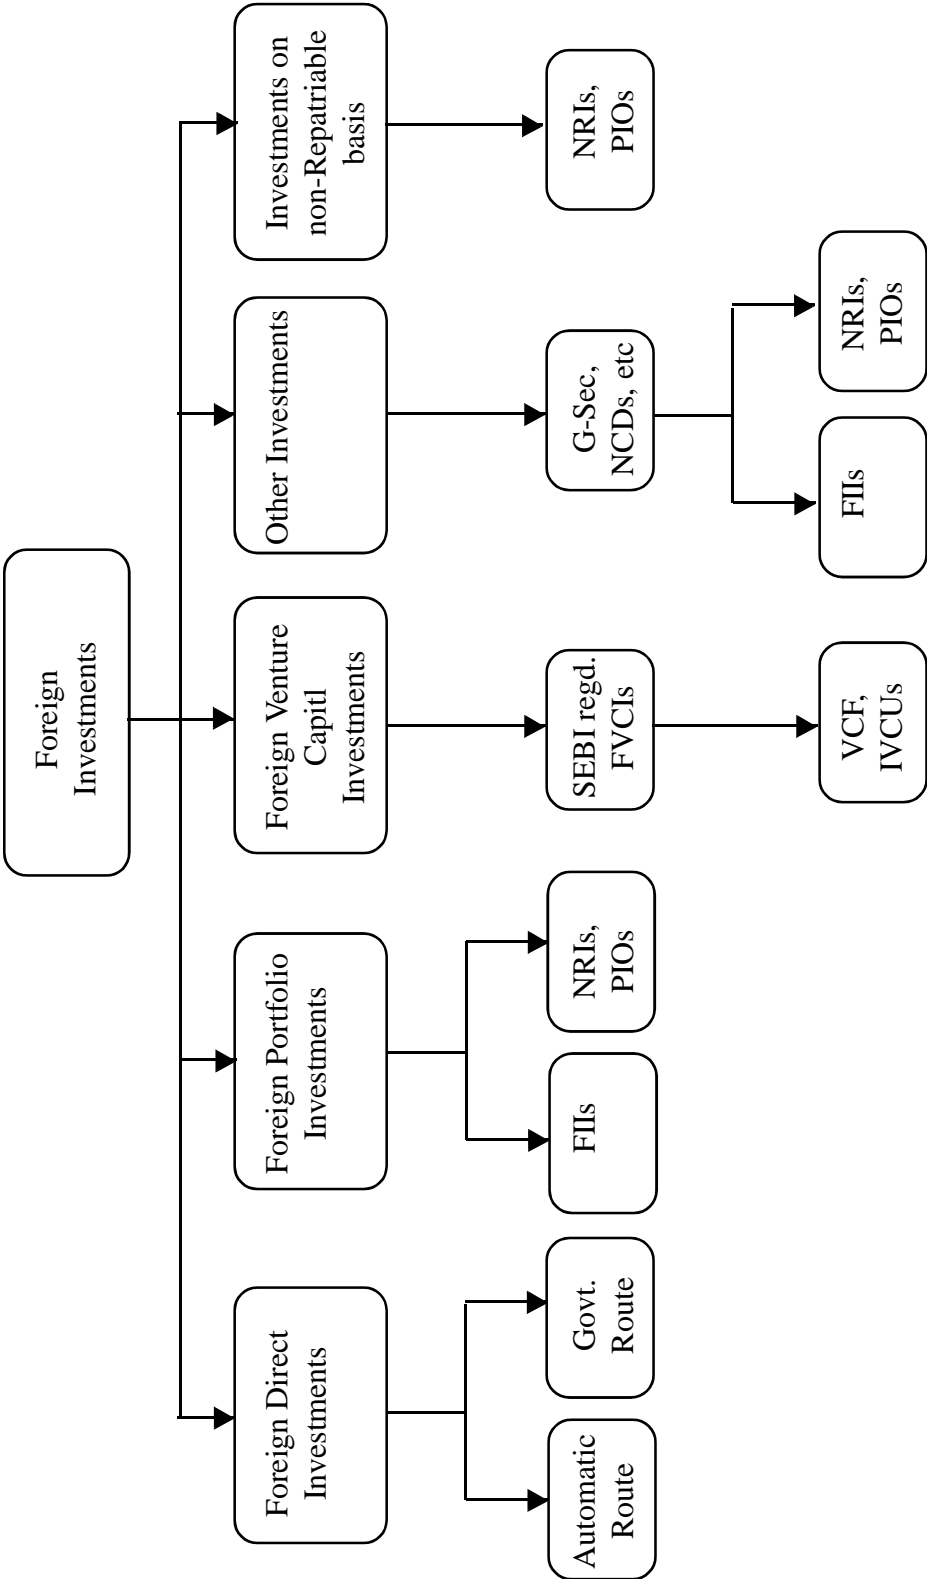 Foreign
Investments
Foreign Direct
Investments
Foreign Portfolio
Investments
Foreign Venture
Capitl
Investments
Other Investments
Investments on
non-Repatriable
basis
Automatic
Route
Govt.
Route
FIIs
NRIs,
PIOs
SEBI regd.
FVCIs
G-Sec,
NCDs, etc
NRIs,
PIOs
VCF,
IVCUs
FIIs
NRIs,
PIOs